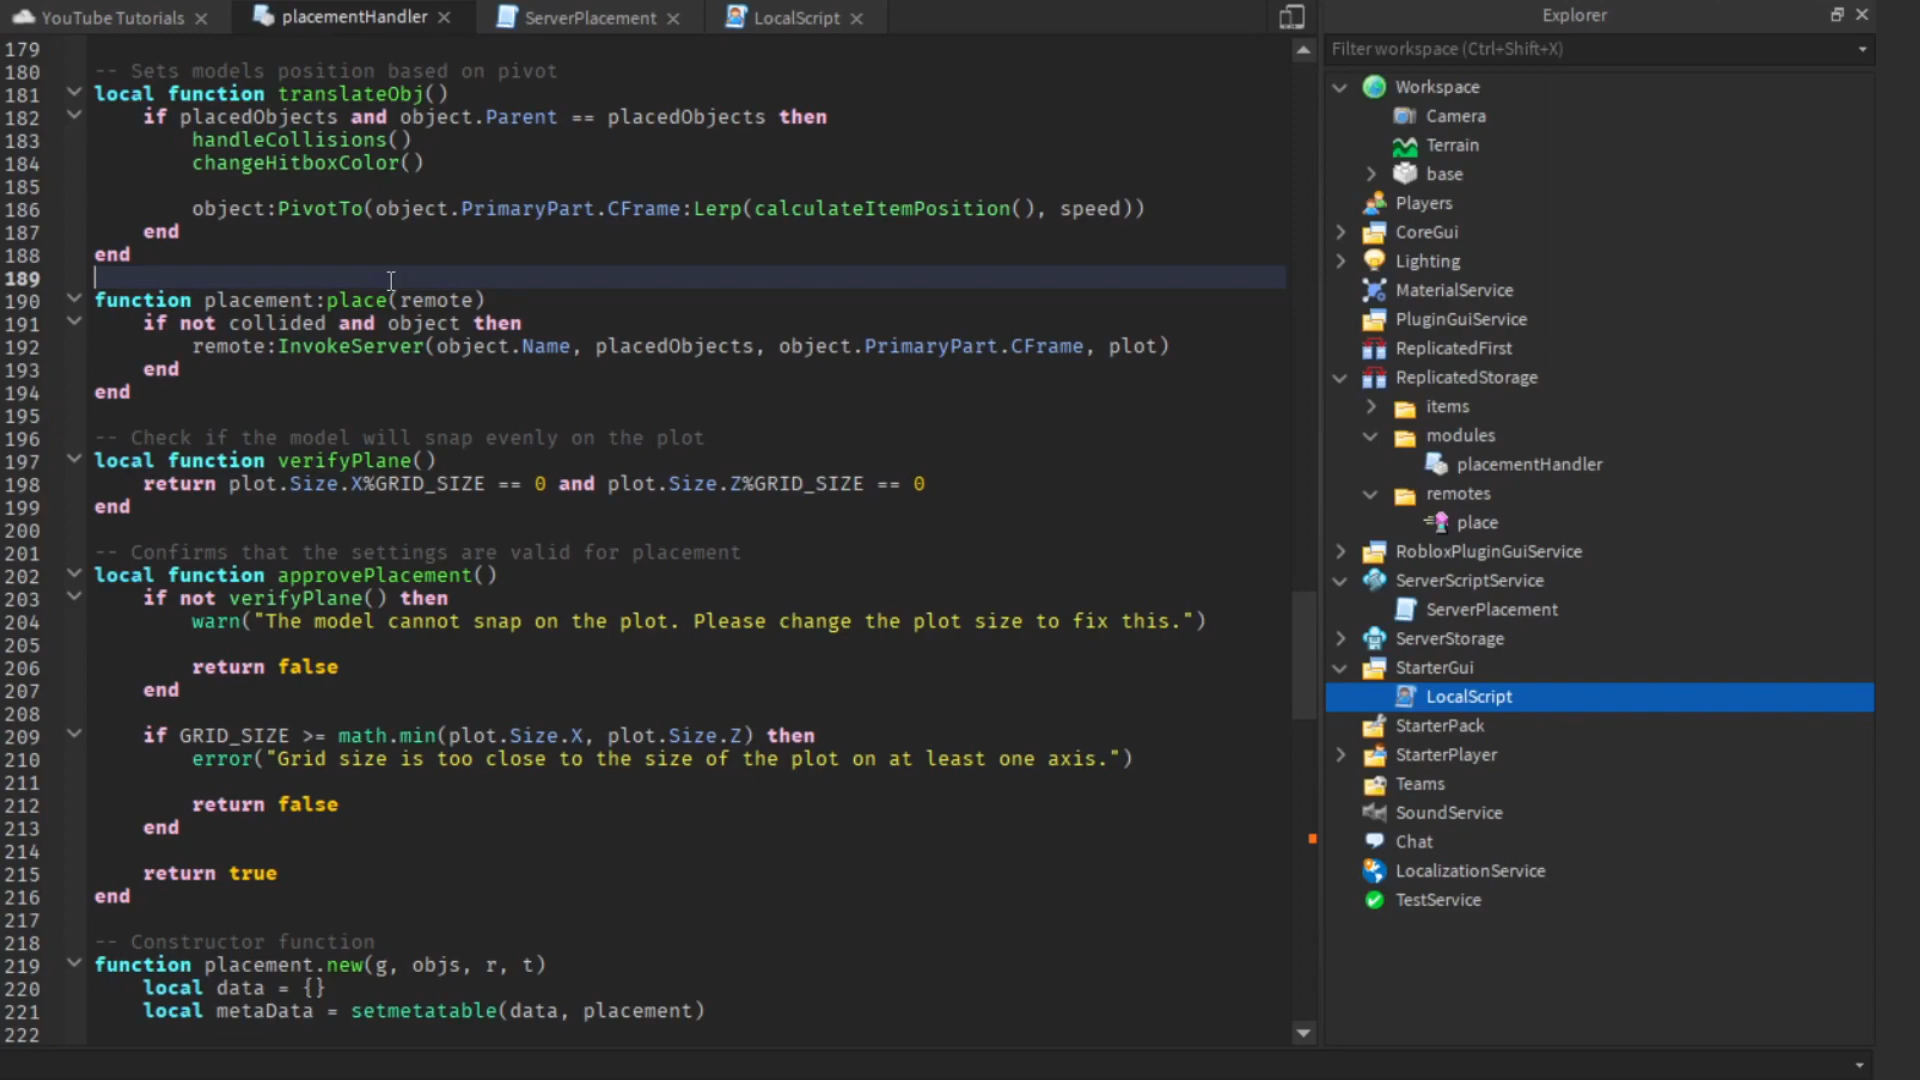 YouTube Tutorials
placementHandler
ServerPlacement
LocalScript
179
180 -- Sets models position based on pivot
181 local function translateObj()
182 if placedObjects and object.Parent == placedObjects then
183 handleCollisions()
184 changeHitboxColor()
185
186 object:PivotTo(object.PrimaryPart.CFrame:Lerp(calculateItemPosition(), speed))
187 end
188 end
189
190 function placement:place(remote)
191 if not collided and object then
192 remote:InvokeServer(object.Name, placedObjects, object.PrimaryPart.CFrame, plot)
193 end
194 end
195
196 -- Check if the model will snap evenly on the plot
197 local function verifyPlane()
198 return plot.Size.X%GRID_SIZE == 0 and plot.Size.Z%GRID_SIZE == 0
199 end
200
201 -- Confirms that the settings are valid for placement
202 local function approvePlacement()
203 if not verifyPlane() then
204 warn("The model cannot snap on the plot. Please change the plot size to fix this.")
205
206 return false
207 end
208
209 if GRID_SIZE >= math.min(plot.Size.X, plot.Size.Z) then
210 error("Grid size is too close to the size of the plot on at least one axis.")
211
212 return false
213 end
214
215 return true
216 end
217
218 -- Constructor function
219 function placement.new(g, objs, r, t)
220 local data = {}
221 local metaData = setmetatable(data, placement)
222
Explorer
Filter workspace (Ctrl+Shift+X)
Workspace
Camera
Terrain
base
Players
CoreGui
Lighting
MaterialService
PluginGuiService
ReplicatedFirst
ReplicatedStorage
items
modules
placementHandler
remotes
place
RobloxPluginGuiService
ServerScriptService
ServerPlacement
ServerStorage
StarterGui
LocalScript
StarterPack
StarterPlayer
Teams
SoundService
Chat
LocalizationService
TestService